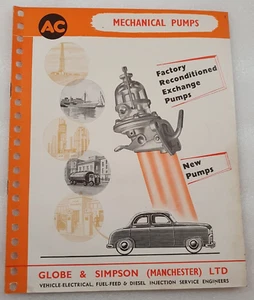 AC
MECHANICAL PUMPS
Factory
Reconditioned
Exchange
Pumps
New
Pumps
GLOBE & SIMPSON (MANCHESTER) LTD
VEHICLE-ELECTRICAL, FUEL-FEED & DIESEL INJECTION SERVICE ENGINEERS